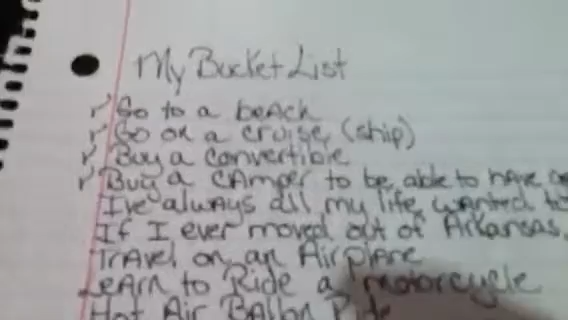 My Bucket List
✓ Go to a beach
✓ Go on a cruise (ship)
✓ Buy a convertible
✓ Buy a camper to be able to have
I've always all my life wanted to
If I ever moved out of Arkansas,
Travel on an Airplane
Learn to Ride a motorcycle
Hot Air Ballon Ride